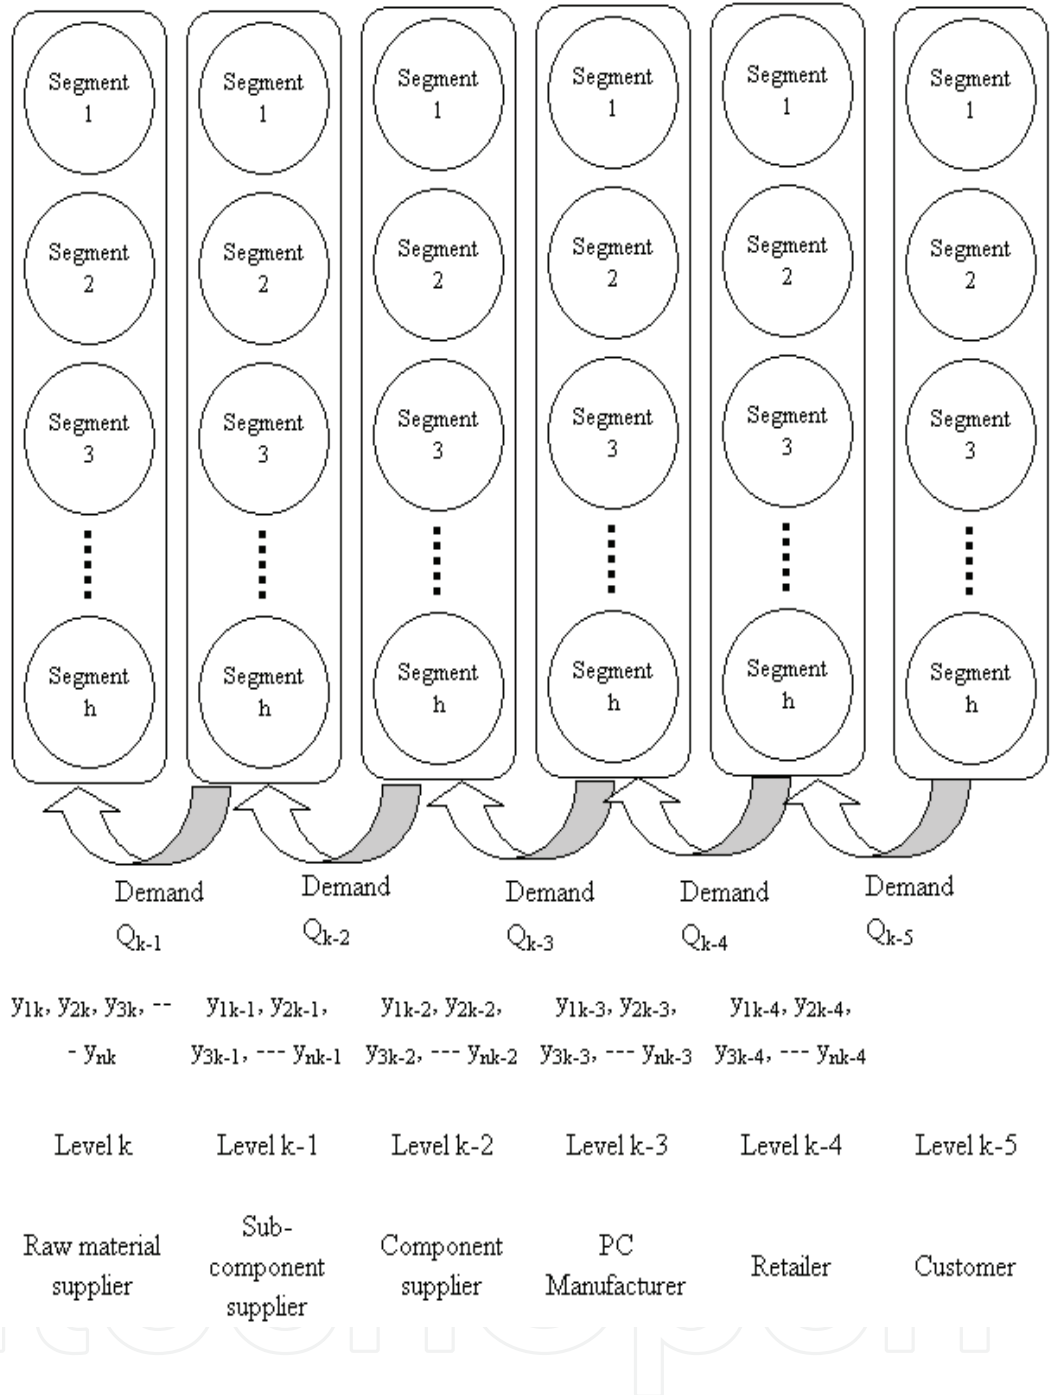 Segment Segment Segment Segment Segment Segment
1 1 1 1 1 1
Segment Segment Segment Segment Segment Segment
2 2 2 2 2 2
Segment Segment Segment Segment Segment Segment
3 3 3 3 3 3
Segment Segment Segment Segment Segment Segment
h h h h h h
Demand Demand Demand Demand Demand
Qk-1 Qk-2 Qk-3 Qk-4 Qk-5
y1k, y2k, y3k, -- y1k-1, y2k-1, y1k-2, y2k-2, y1k-3, y2k-3, y1k-4, y2k-4,
- ynk y3k-1, --- ynk-1 y3k-2, --- ynk-2 y3k-3, --- ynk-3 y3k-4, --- ynk-4
Level k Level k-1 Level k-2 Level k-3 Level k-4 Level k-5
Raw material
supplier
Sub-
component
supplier
Component
supplier
PC
Manufacturer
Retailer
Customer